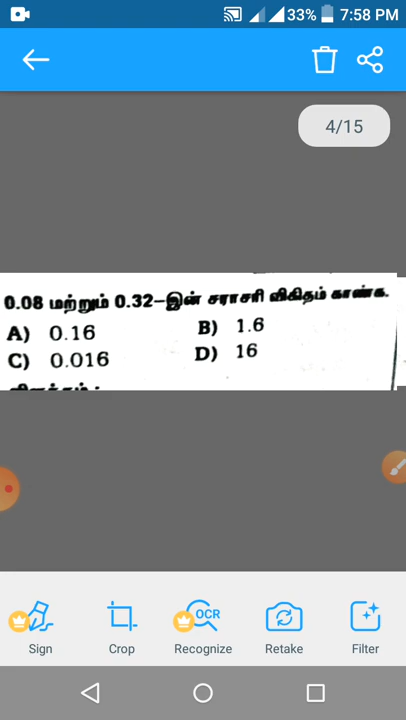 33% 7:58 PM
4/15
0.08 மற்றும் 0.32-இன் சராசரி விகிதம் காண்க.
A) 0.16 B) 1.6
C) 0.016 D) 16
Sign Crop OCR Recognize Retake Filter